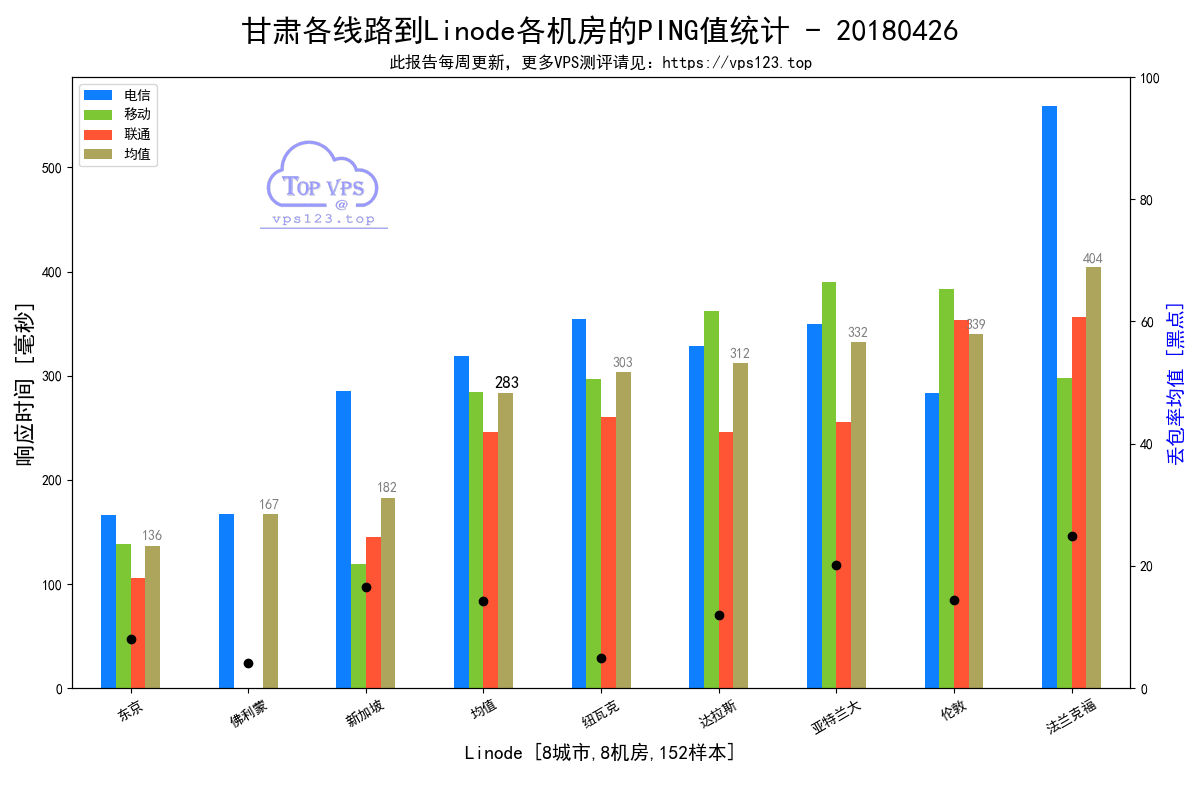 甘肃各线路到Linode各机房的PING值统计 - 20180426
此报告每周更新，更多VPS测评请见：https://vps123.top
电信
移动
联通
均值
TOP VPS
@
vps123.top
响应时间 [毫秒]
丢包率均值 [黑点]
500
400
300
200
100
0
100
80
60
40
20
0
136
167
182
283
303
312
332
339
404
东京
佛利蒙
新加坡
均值
纽瓦克
达拉斯
亚特兰大
伦敦
法兰克福
Linode [8城市,8机房,152样本]